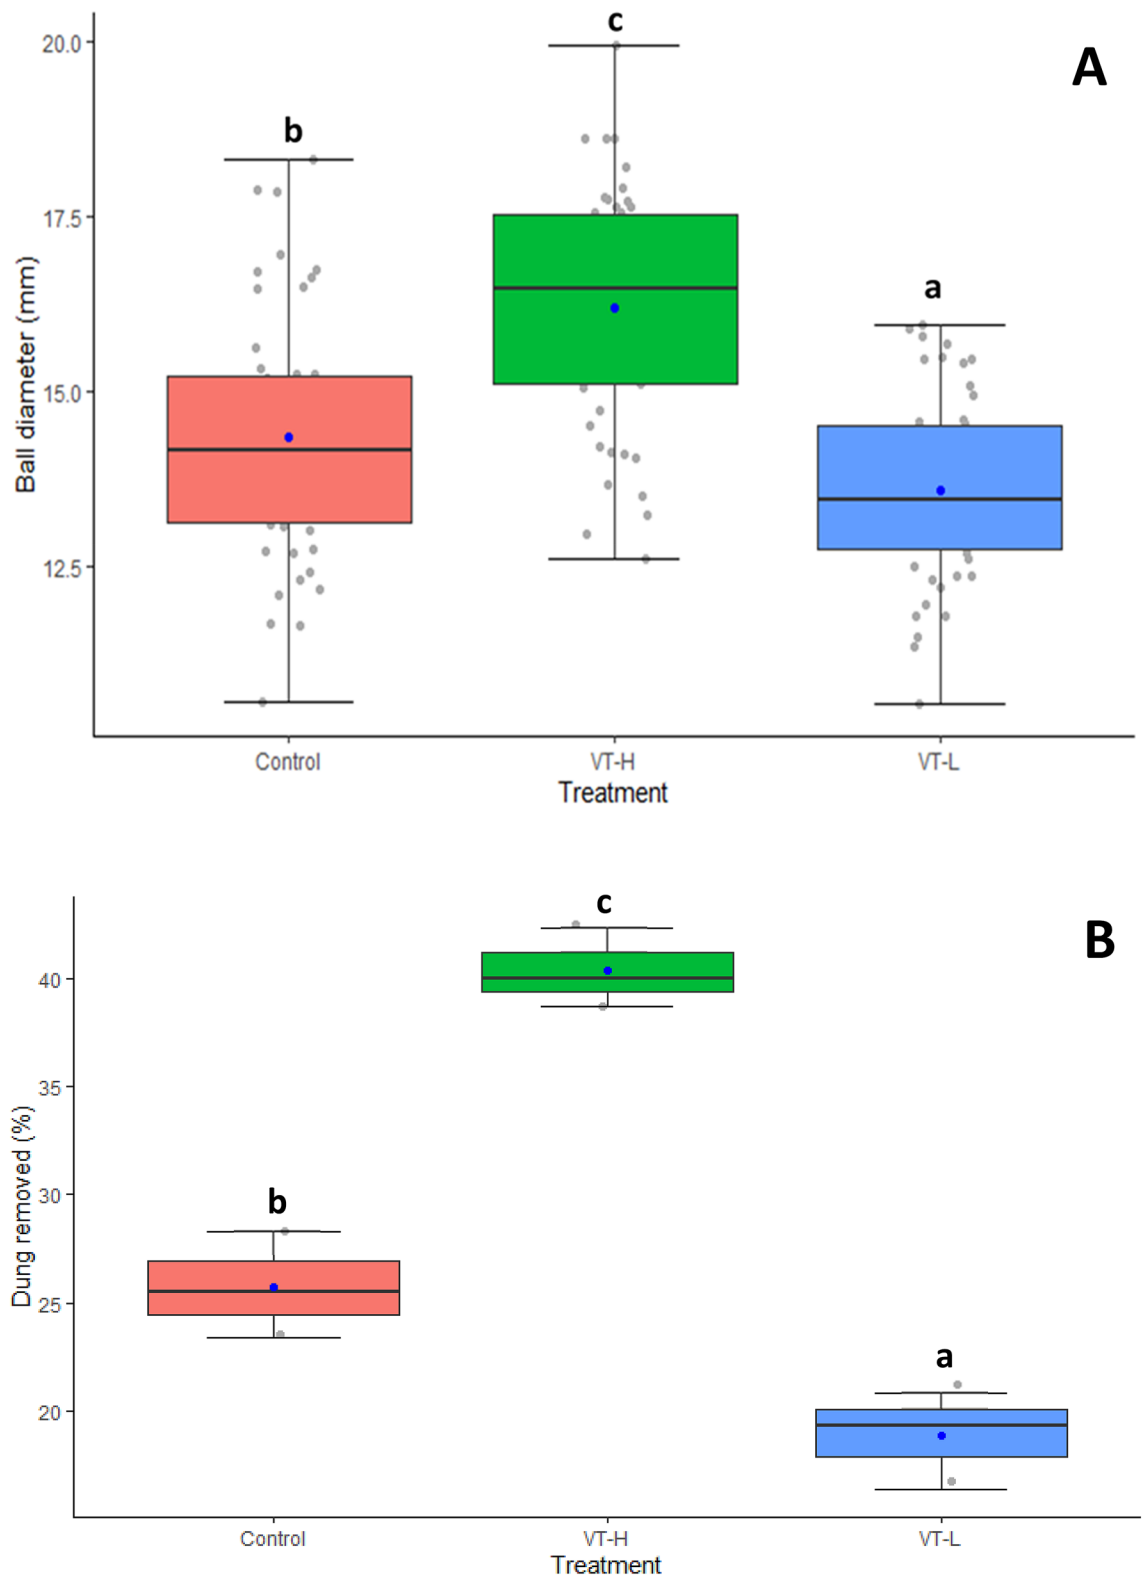 c
20.0
A
b
17.5
a
15.0
12.5
Ball diameter (mm)
Control
VT-H
VT-L
Treatment
c
B
40
35
30
b
25
a
20
Dung removed (%)
Control
VT-H
VT-L
Treatment